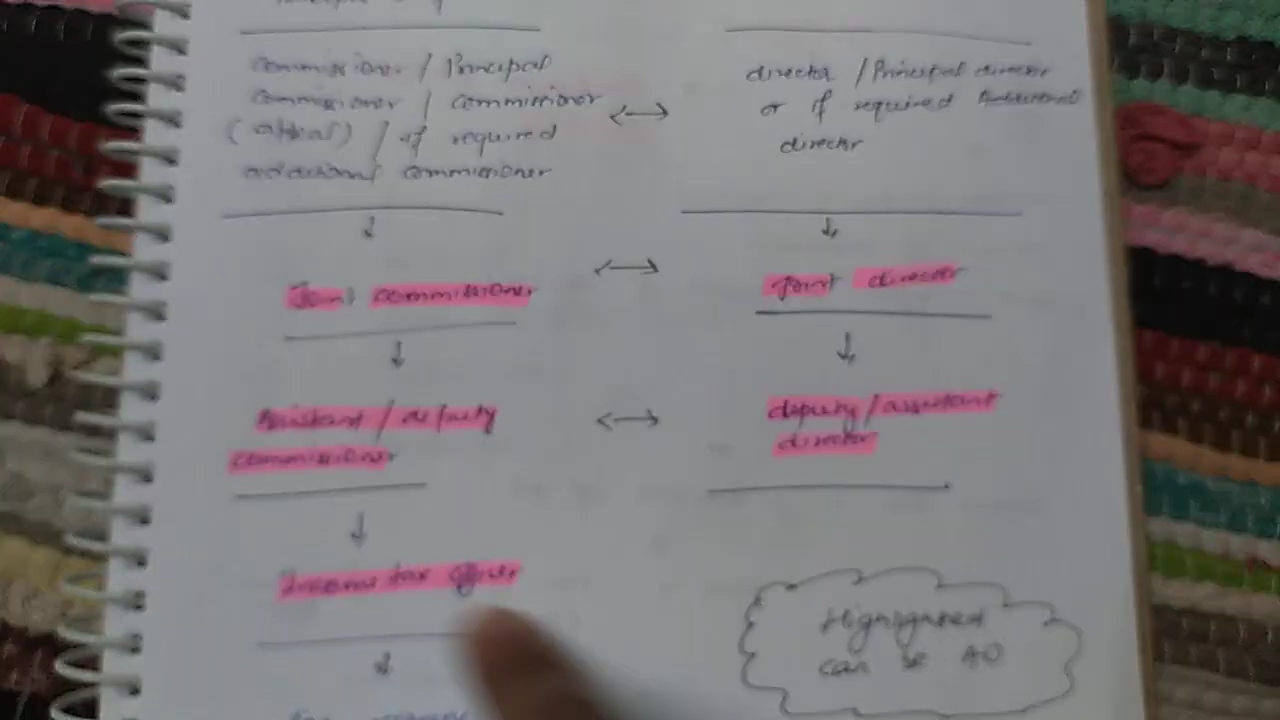 commissioner / Principal
commissioner / commissioner
(appeal) / if required
additional commissioner
director / Principal director
or if required Additional
director
Joint commissioner
Joint director
Assistant / deputy
commissioner
deputy / assistant
director
Income tax officer
Highlighted
can be AO